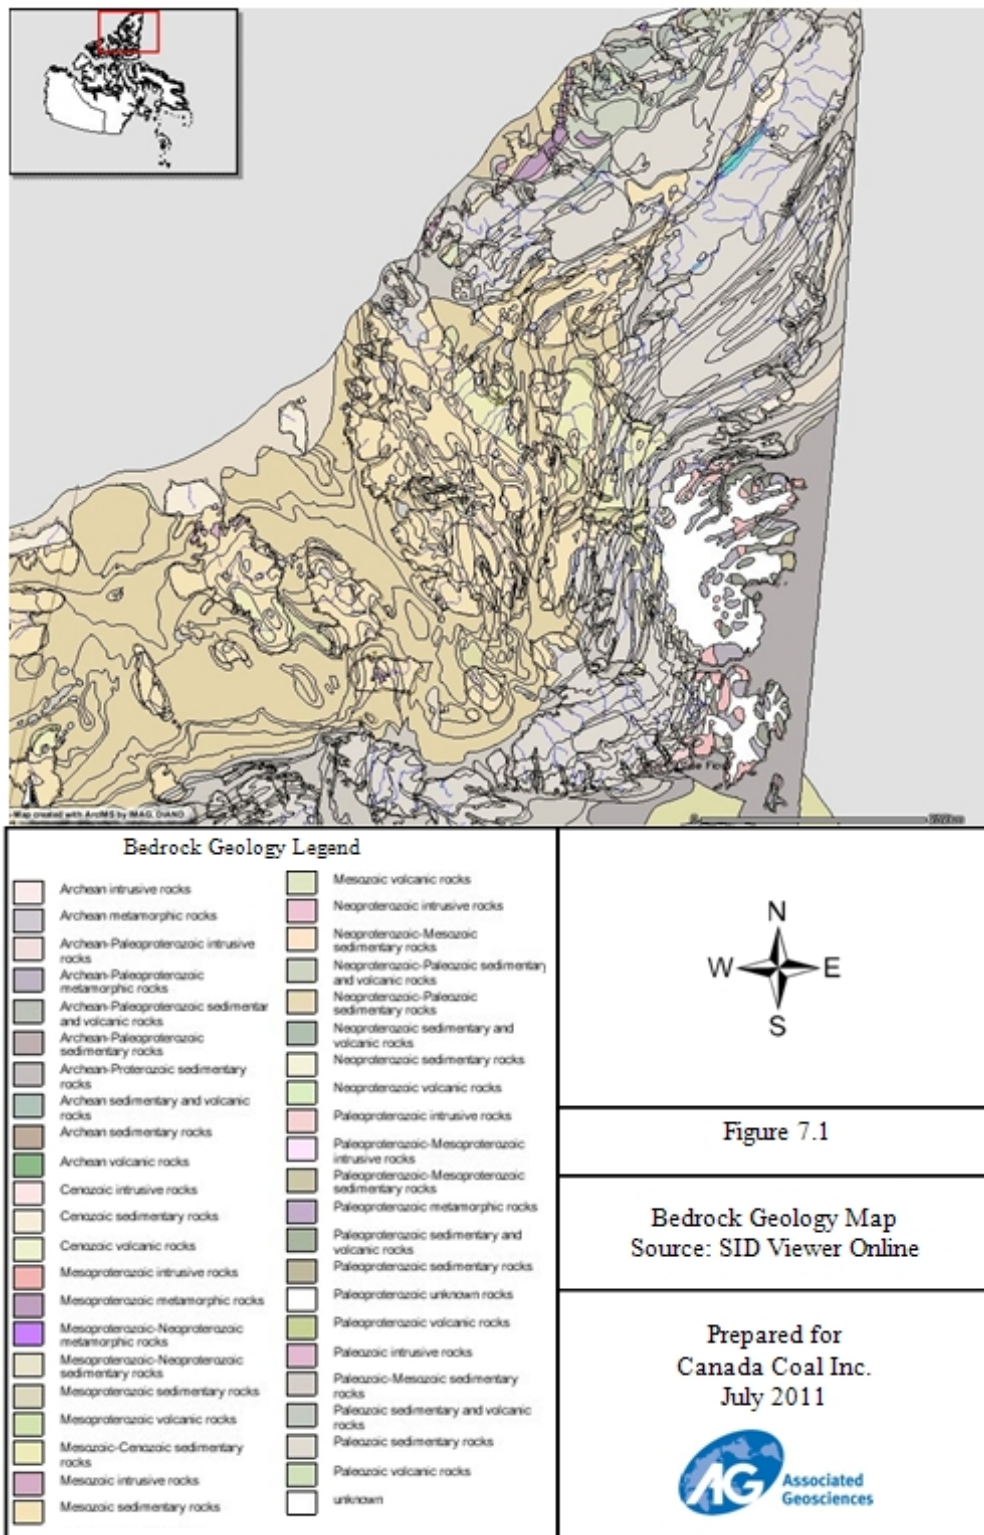 Map created with ArcIMS by IMAG, DIAND
Bedrock Geology Legend
Archean intrusive rocks
Archean metamorphic rocks
Archean-Paleoproterozoic intrusive
rocks
Archean-Paleoproterozoic
metamorphic rocks
Archean-Paleoproterozoic sedimentar
and volcanic rocks
Archean-Paleoproterozoic
sedimentary rocks
Archean-Proterozoic sedimentary
rocks
Archean sedimentary and volcanic
rocks
Archean sedimentary rocks
Archean volcanic rocks
Cenozoic intrusive rocks
Cenozoic sedimentary rocks
Cenozoic volcanic rocks
Mesoproterozoic intrusive rocks
Mesoproterozoic metamorphic rocks
Mesoproterozoic-Neoproterozoic
metamorphic rocks
Mesoproterozoic-Neoproterozoic
sedimentary rocks
Mesoproterozoic sedimentary rocks
Mesoproterozoic volcanic rocks
Mesozoic-Cenozoic sedimentary
rocks
Mesozoic intrusive rocks
Mesozoic sedimentary rocks
Mesozoic volcanic rocks
Neoproterozoic intrusive rocks
Neoproterozoic-Mesozoic
sedimentary rocks
Neoproterozoic-Paleozoic sedimentary
and volcanic rocks
Neoproterozoic-Paleozoic
sedimentary rocks
Neoproterozoic sedimentary and
volcanic rocks
Neoproterozoic sedimentary rocks
Neoproterozoic volcanic rocks
Paleoproterozoic intrusive rocks
Paleoproterozoic-Mesoproterozoic
intrusive rocks
Paleoproterozoic-Mesoproterozoic
sedimentary rocks
Paleoproterozoic metamorphic rocks
Paleoproterozoic sedimentary and
volcanic rocks
Paleoproterozoic sedimentary rocks
Paleoproterozoic unknown rocks
Paleoproterozoic volcanic rocks
Paleozoic intrusive rocks
Paleozoic-Mesozoic sedimentary
rocks
Paleozoic sedimentary and volcanic
rocks
Paleozoic sedimentary rocks
Paleozoic volcanic rocks
unknown
N
W E
S
Figure 7.1
Bedrock Geology Map
Source: SID Viewer Online
Prepared for
Canada Coal Inc.
July 2011
AG Associated
Geosciences